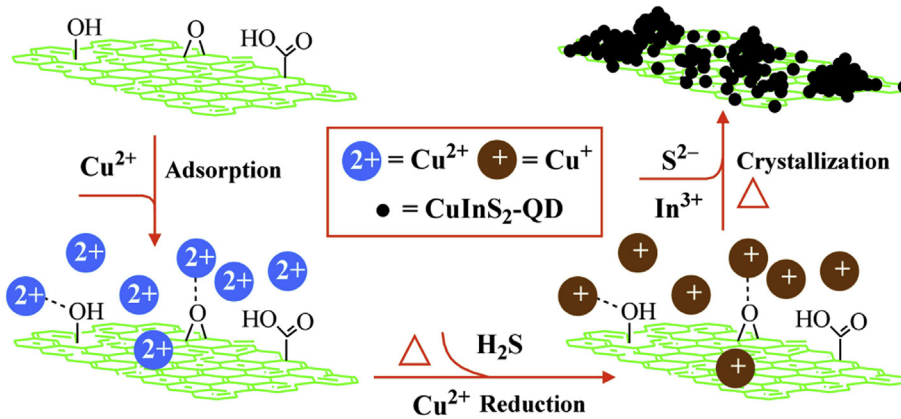 OH
O
HO
O
Cu²⁺
Adsorption
2+ = Cu²⁺ + = Cu⁺
● = CuInS₂-QD
S²⁻
In³⁺
Crystallization
△
2+
2+
2+
2+
2+
2+
2+
OH
O
HO
O
△
H₂S
Cu²⁺ Reduction
+
+
+
+
+
+
+
OH
O
HO
O